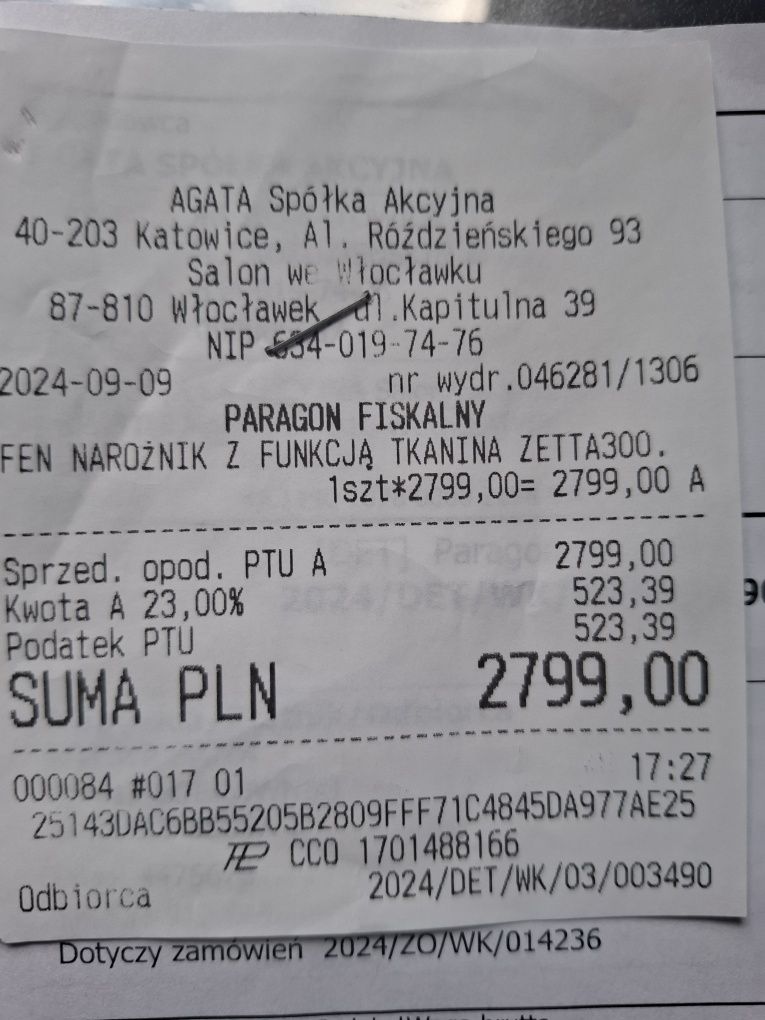 AGATA Spółka Akcyjna
40-203 Katowice, Al. Róździeńskiego 93
Salon we Włocławku
87-810 Włocławek ul.Kapitulna 39
NIP 634-019-74-76
2024-09-09 nr wydr.046281/1306
PARAGON FISKALNY
FEN NAROŻNIK Z FUNKCJĄ TKANINA ZETTA300.
1szt*2799,00= 2799,00 A
Sprzed. opod. PTU A 2799,00
Kwota A 23,00% 523,39
Podatek PTU 523,39
SUMA PLN 2799,00
000084 #017 01 17:27
25143DAC6BB55205B2809FFF71C4845DA977AE25
CCO 1701488166
Odbiorca 2024/DET/WK/03/003490
Dotyczy zamówień 2024/ZO/WK/014236